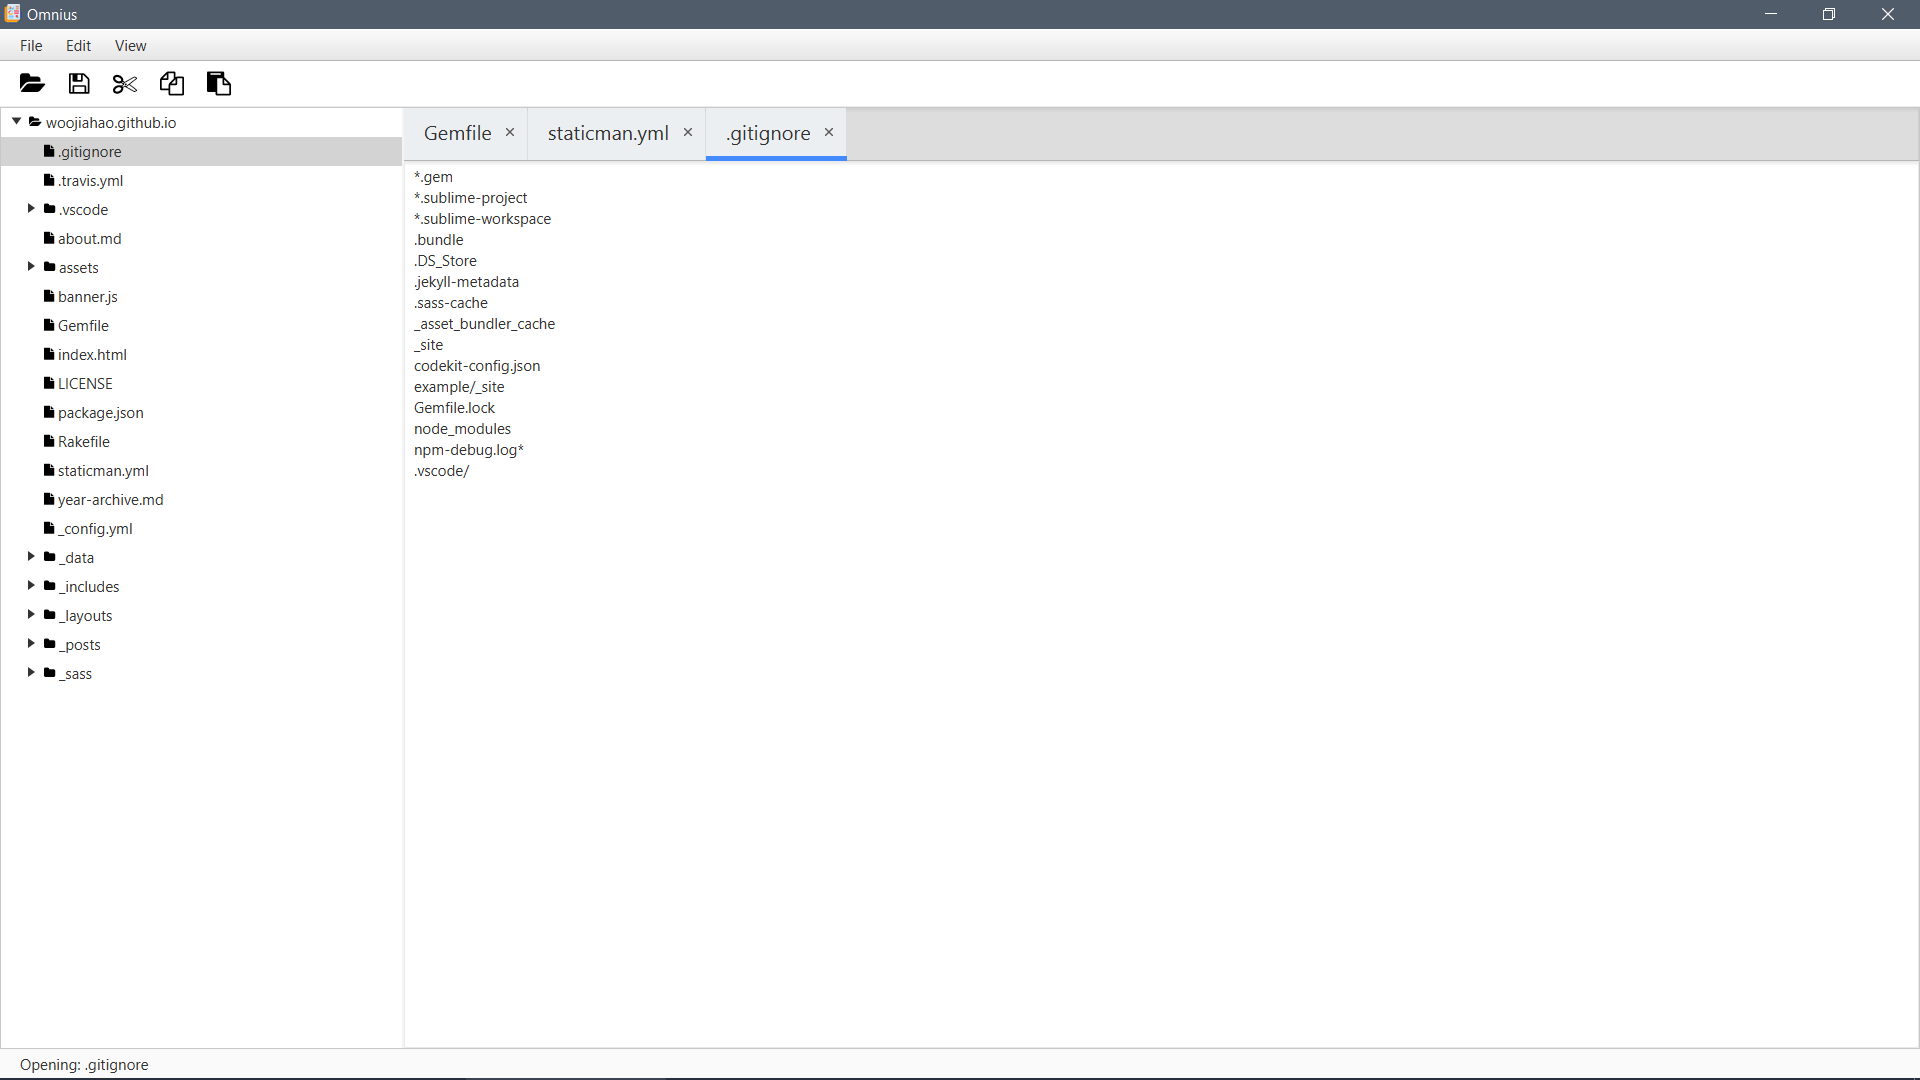 Omnius
File Edit View
woojiahao.github.io
.gitignore
.travis.yml
.vscode
about.md
assets
banner.js
Gemfile
index.html
LICENSE
package.json
Rakefile
staticman.yml
year-archive.md
_config.yml
_data
_includes
_layouts
_posts
_sass
Gemfile staticman.yml .gitignore
*.gem
*.sublime-project
*.sublime-workspace
.bundle
.DS_Store
.jekyll-metadata
.sass-cache
_asset_bundler_cache
_site
codekit-config.json
example/_site
Gemfile.lock
node_modules
npm-debug.log*
.vscode/
Opening: .gitignore